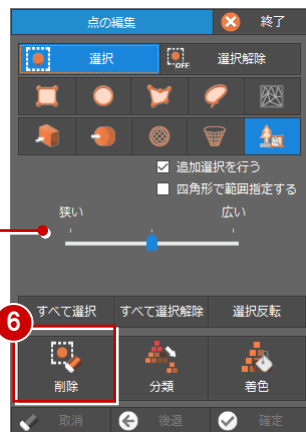 点の編集 終了
選択 OFF 選択解除
追加選択を行う
四角形で範囲指定する
狭い 広い
すべて選択 すべて選択解除 選択反転
6
削除 分類 着色
取消 後退 確定